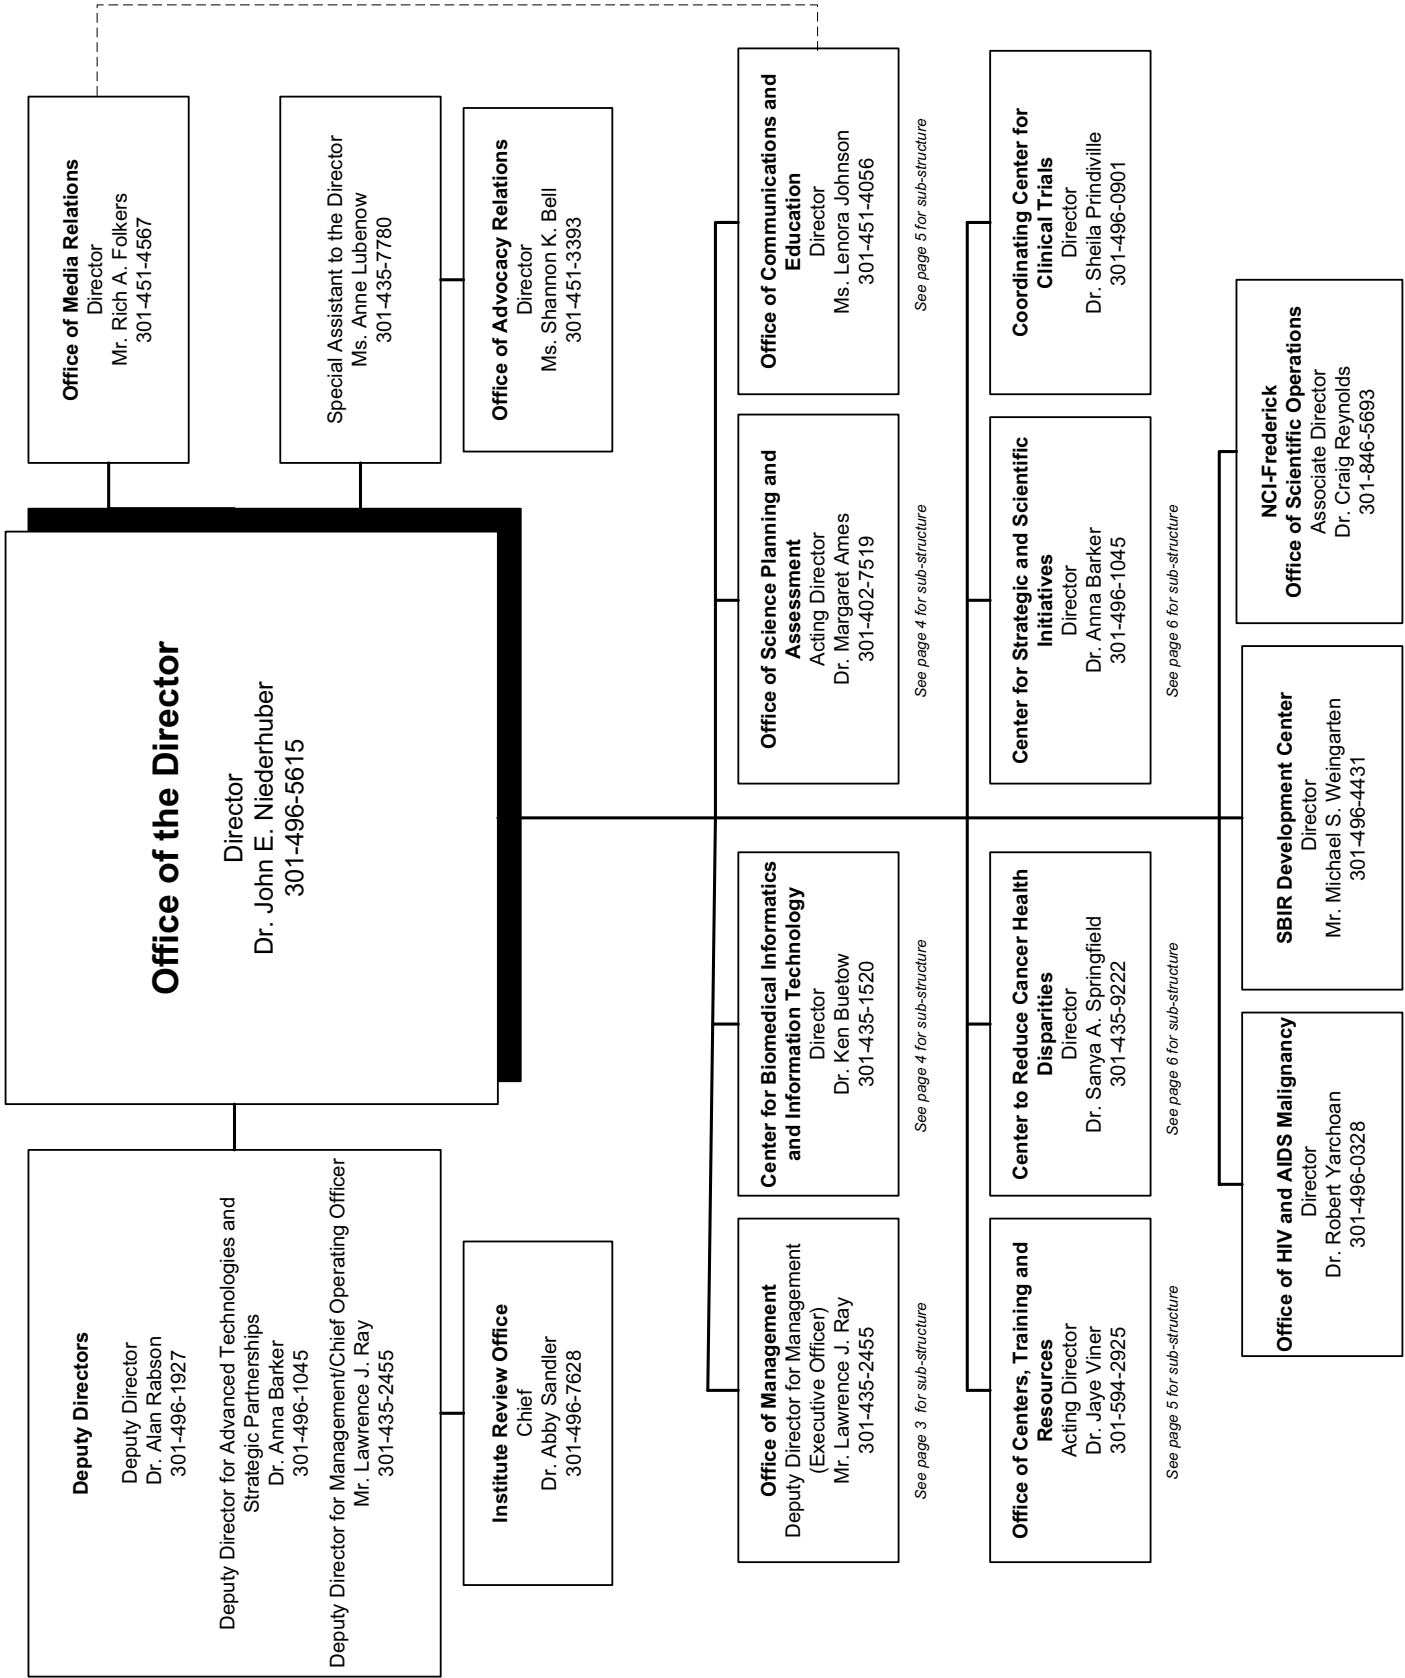 Office of the Director
Director
Dr. John E. Niederhuber
301-496-5615
Deputy Directors
Deputy Director
Dr. Alan Rabson
301-496-1927
Deputy Director for Advanced Technologies and
Strategic Partnerships
Dr. Anna Barker
301-496-1045
Deputy Director for Management/Chief Operating Officer
Mr. Lawrence J. Ray
301-435-2455
Institute Review Office
Chief
Dr. Abby Sandler
301-496-7628
Office of Media Relations
Director
Mr. Rich A. Folkers
301-451-4567
Special Assistant to the Director
Ms. Anne Lubenow
301-435-7780
Office of Advocacy Relations
Director
Ms. Shannon K. Bell
301-451-3393
Office of Management
Deputy Director for Management
(Executive Officer)
Mr. Lawrence J. Ray
301-435-2455
See page 3 for sub-structure
Center for Biomedical Informatics
and Information Technology
Director
Dr. Ken Buetow
301-435-1520
See page 4 for sub-structure
Office of Science Planning and
Assessment
Acting Director
Dr. Margaret Ames
301-402-7519
See page 4 for sub-structure
Office of Communications and
Education
Director
Ms. Lenora Johnson
301-451-4056
See page 5 for sub-structure
Office of Centers, Training and
Resources
Acting Director
Dr. Jaye Viner
301-594-2925
See page 5 for sub-structure
Center to Reduce Cancer Health
Disparities
Director
Dr. Sanya A. Springfield
301-435-9222
See page 6 for sub-structure
Center for Strategic and Scientific
Initiatives
Director
Dr. Anna Barker
301-496-1045
See page 6 for sub-structure
Coordinating Center for
Clinical Trials
Director
Dr. Sheila Prindiville
301-496-0901
Office of HIV and AIDS Malignancy
Director
Dr. Robert Yarchoan
301-496-0328
SBIR Development Center
Director
Mr. Michael S. Weingarten
301-496-4431
NCI-Frederick
Office of Scientific Operations
Associate Director
Dr. Craig Reynolds
301-846-5693